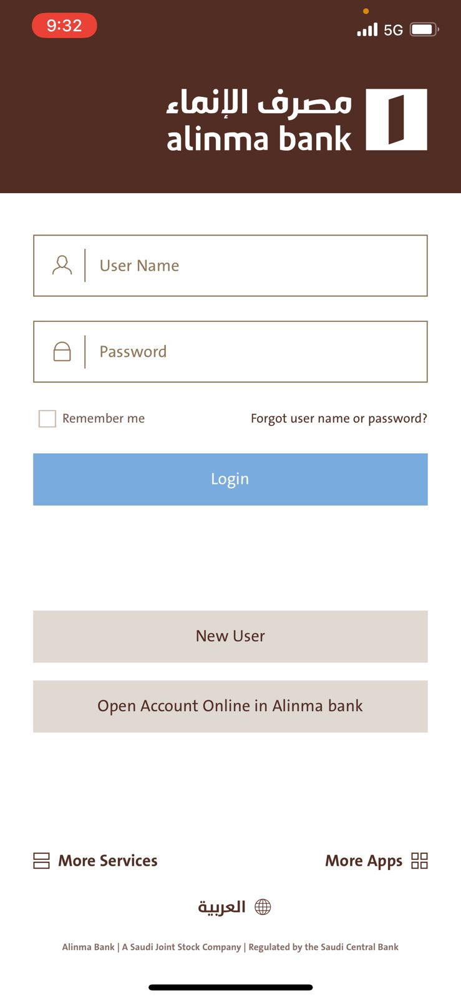 9:32
5G
مصرف الإنماء
alinma bank
User Name
Password
Remember me
Forgot user name or password?
Login
New User
Open Account Online in Alinma bank
More Services
More Apps
العربية
Alinma Bank | A Saudi Joint Stock Company | Regulated by the Saudi Central Bank